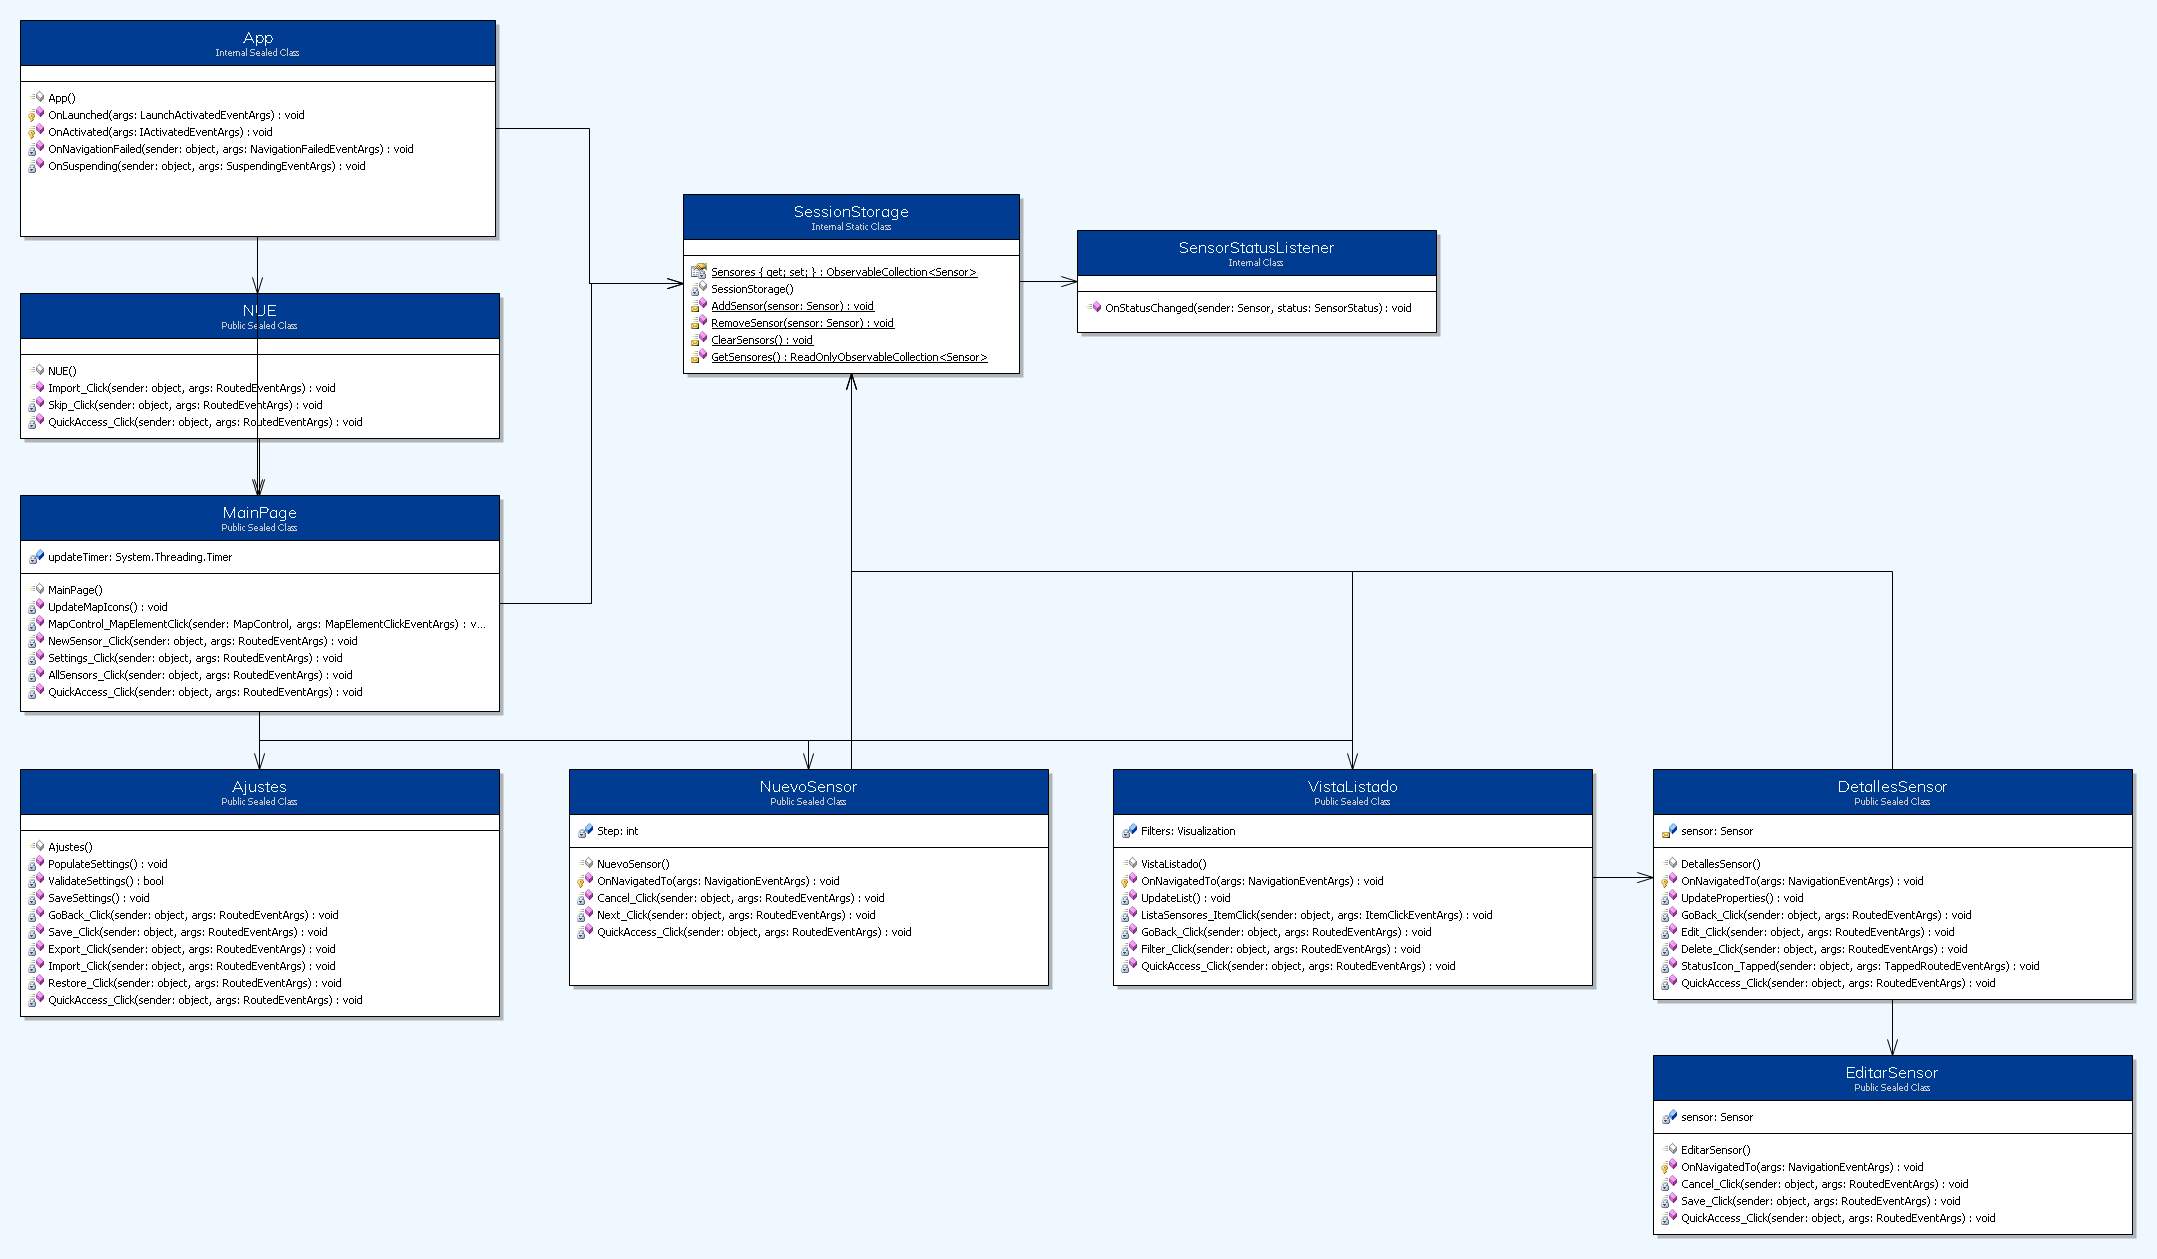 App
Internal Sealed Class
App()
OnLaunched(args: LaunchActivatedEventArgs) : void
OnActivated(args: IActivatedEventArgs) : void
OnNavigationFailed(sender: object, args: NavigationFailedEventArgs) : void
OnSuspending(sender: object, args: SuspendingEventArgs) : void
SessionStorage
Internal Static Class
Sensores { get; set; } : ObservableCollection<Sensor>
SessionStorage()
AddSensor(sensor: Sensor) : void
RemoveSensor(sensor: Sensor) : void
ClearSensors() : void
GetSensores() : ReadOnlyObservableCollection<Sensor>
SensorStatusListener
Internal Class
OnStatusChanged(sender: Sensor, status: SensorStatus) : void
NUE
Public Sealed Class
NUE()
Import_Click(sender: object, args: RoutedEventArgs) : void
Skip_Click(sender: object, args: RoutedEventArgs) : void
QuickAccess_Click(sender: object, args: RoutedEventArgs) : void
MainPage
Public Sealed Class
updateTimer: System.Threading.Timer
MainPage()
UpdateMapIcons() : void
MapControl_MapElementClick(sender: MapControl, args: MapElementClickEventArgs) : v...
NewSensor_Click(sender: object, args: RoutedEventArgs) : void
Settings_Click(sender: object, args: RoutedEventArgs) : void
AllSensors_Click(sender: object, args: RoutedEventArgs) : void
QuickAccess_Click(sender: object, args: RoutedEventArgs) : void
Ajustes
Public Sealed Class
Ajustes()
PopulateSettings() : void
ValidateSettings() : bool
SaveSettings() : void
GoBack_Click(sender: object, args: RoutedEventArgs) : void
Save_Click(sender: object, args: RoutedEventArgs) : void
Export_Click(sender: object, args: RoutedEventArgs) : void
Import_Click(sender: object, args: RoutedEventArgs) : void
Restore_Click(sender: object, args: RoutedEventArgs) : void
QuickAccess_Click(sender: object, args: RoutedEventArgs) : void
NuevoSensor
Public Sealed Class
Step: int
NuevoSensor()
OnNavigatedTo(args: NavigationEventArgs) : void
Cancel_Click(sender: object, args: RoutedEventArgs) : void
Next_Click(sender: object, args: RoutedEventArgs) : void
QuickAccess_Click(sender: object, args: RoutedEventArgs) : void
VistaListado
Public Sealed Class
Filters: Visualization
VistaListado()
OnNavigatedTo(args: NavigationEventArgs) : void
UpdateList() : void
ListaSensores_ItemClick(sender: object, args: ItemClickEventArgs) : void
GoBack_Click(sender: object, args: RoutedEventArgs) : void
Filter_Click(sender: object, args: RoutedEventArgs) : void
QuickAccess_Click(sender: object, args: RoutedEventArgs) : void
DetallesSensor
Public Sealed Class
sensor: Sensor
DetallesSensor()
OnNavigatedTo(args: NavigationEventArgs) : void
UpdateProperties() : void
GoBack_Click(sender: object, args: RoutedEventArgs) : void
Edit_Click(sender: object, args: RoutedEventArgs) : void
Delete_Click(sender: object, args: RoutedEventArgs) : void
StatusIcon_Tapped(sender: object, args: TappedRoutedEventArgs) : void
QuickAccess_Click(sender: object, args: RoutedEventArgs) : void
EditarSensor
Public Sealed Class
sensor: Sensor
EditarSensor()
OnNavigatedTo(args: NavigationEventArgs) : void
Cancel_Click(sender: object, args: RoutedEventArgs) : void
Save_Click(sender: object, args: RoutedEventArgs) : void
QuickAccess_Click(sender: object, args: RoutedEventArgs) : void